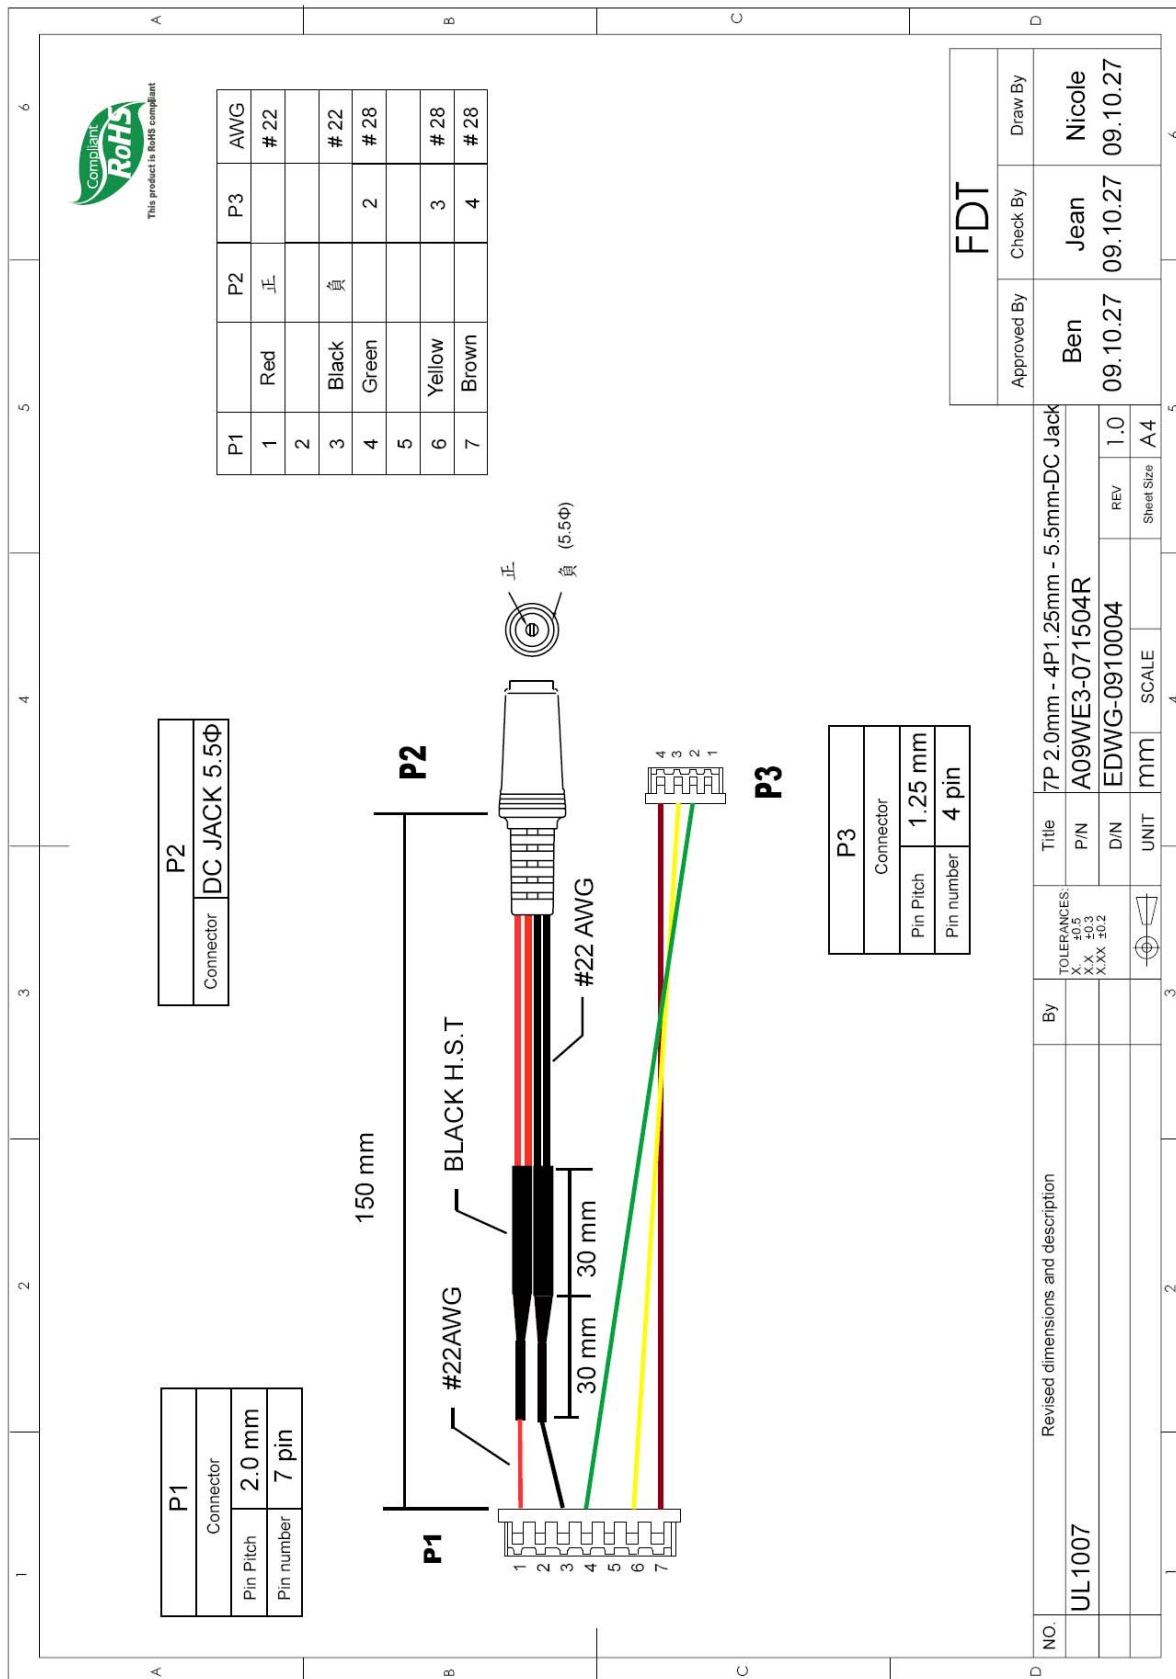 1 2 3 4 5 6
A B C D
Compliant
RoHS
This product is RoHS compliant
P1
Connector
Pin Pitch 2.0 mm
Pin number 7 pin
P2
Connector DC JACK 5.5Φ
P1 P2 P3 AWG
1 Red 正 # 22
2
3 Black 負 # 22
4 Green 2 # 28
5
6 Yellow 3 # 28
7 Brown 4 # 28
150 mm
#22AWG
BLACK H.S.T
P2
正
負 (5.5Φ)
P1
1
2
3
4
5
6
7
30 mm 30 mm
#22 AWG
4
3
2
1
P3
P3
Connector
Pin Pitch 1.25 mm
Pin number 4 pin
FDT
Approved By Check By Draw By
Ben Jean Nicole
09.10.27 09.10.27 09.10.27
NO. Revised dimensions and description By
UL1007
TOLERANCES:
X. ±0.5
X.X ±0.3
X.XX ±0.2
Title 7P 2.0mm - 4P1.25mm - 5.5mm-DC Jack
P/N A09WE3-071504R
D/N EDWG-0910004 REV 1.0
UNIT mm SCALE Sheet Size A4
A B C D
1 2 3 4 5 6